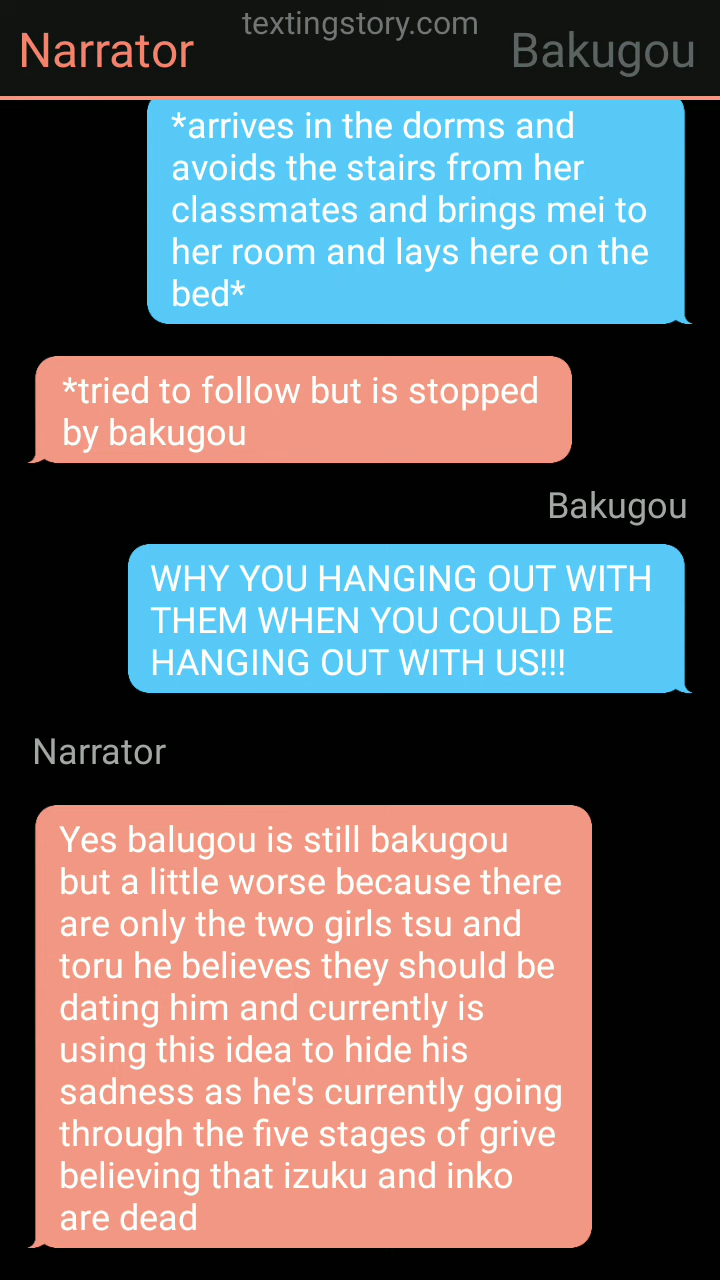 textingstory.com
Narrator
Bakugou
*arrives in the dorms and
avoids the stairs from her
classmates and brings mei to
her room and lays here on the
bed*
*tried to follow but is stopped
by bakugou
Bakugou
WHY YOU HANGING OUT WITH
THEM WHEN YOU COULD BE
HANGING OUT WITH US!!!
Narrator
Yes balugou is still bakugou
but a little worse because there
are only the two girls tsu and
toru he believes they should be
dating him and currently is
using this idea to hide his
sadness as he's currently going
through the five stages of grive
believing that izuku and inko
are dead